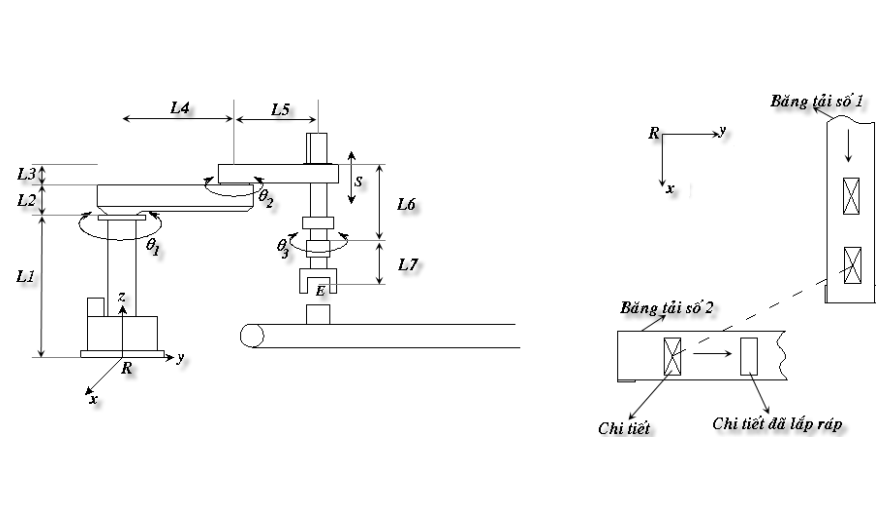 L4
L5
L3
L2
L1
θ2
S
L6
θ1
θ3
L7
E
z
y
R
x
Băng tải số 1
R
y
x
Băng tải số 2
Chi tiết
Chi tiết đã lắp ráp